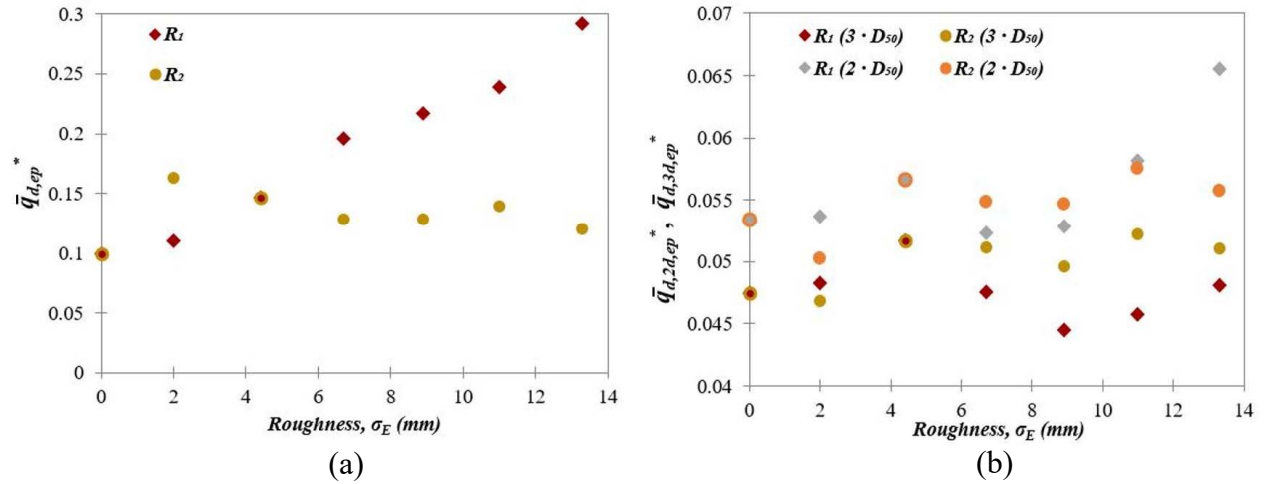 0.3
0.25
0.2
0.15
0.1
0.05
0
q̄d,ep*
R1
R2
0 2 4 6 8 10 12 14
Roughness, σE (mm)
(a)
0.07
0.065
0.06
0.055
0.05
0.045
0.04
q̄d,2d,ep*, q̄d,3d,ep*
R1 (3 · D50) R2 (3 · D50)
R1 (2 · D50) R2 (2 · D50)
0 2 4 6 8 10 12 14
Roughness, σE (mm)
(b)